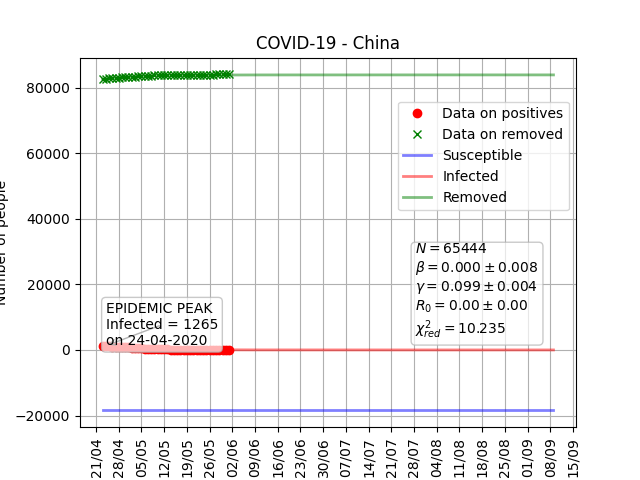 COVID-19 - China
Number of people
80000
60000
40000
20000
0
−20000
Data on positives
Data on removed
Susceptible
Infected
Removed
N = 65444
β = 0.000 ± 0.008
γ = 0.099 ± 0.004
R₀ = 0.00 ± 0.00
χ²red = 10.235
EPIDEMIC PEAK
Infected = 1265
on 24-04-2020
21/04
28/04
05/05
12/05
19/05
26/05
02/06
09/06
16/06
23/06
30/06
07/07
14/07
21/07
28/07
04/08
11/08
18/08
25/08
01/09
08/09
15/09